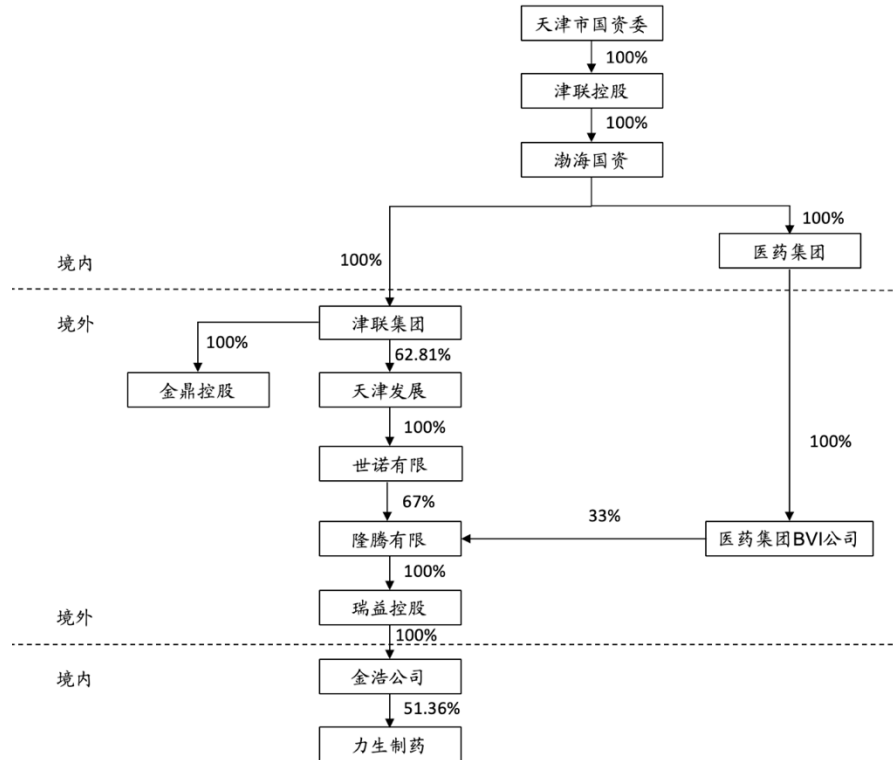 天津市国资委
100%
津联控股
100%
渤海国资
100%
医药集团
境内
100%
境外
津联集团
100%
62.81%
金鼎控股
天津发展
100%
世诺有限
100%
67%
33%
隆腾有限
医药集团BVI公司
100%
瑞益控股
境外
100%
金浩公司
境内
51.36%
力生制药